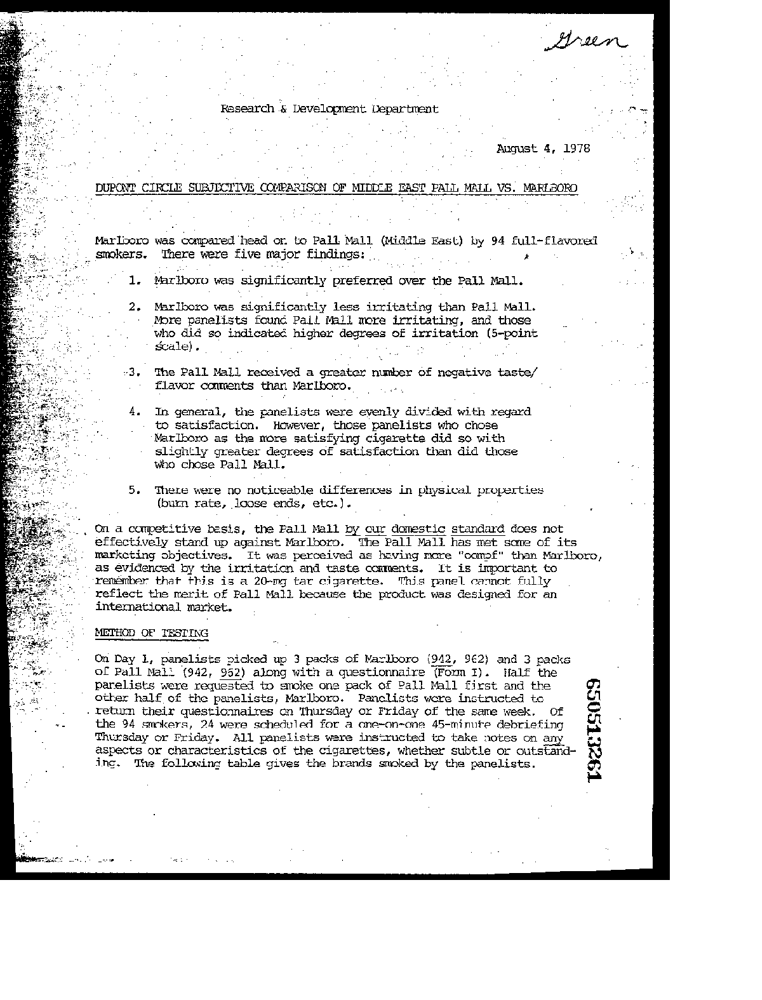 Green
Research & Development Department
August 4, 1978
DUPONT CIRCLE SUBJECTIVE COMPARISON OF MIDDLE EAST PALL MALL VS. MARLBORO
Marlboro was compared head on to Pall Mall (Middle East) by 94 full-flavored
smokers. There were five major findings:
1. Marlboro was significantly preferred over the Pall Mall.
2. Marlboro was significantly less irritating than Pall Mall.
More panelists found Pall Mall more irritating, and those
who did so indicated higher degrees of irritation (5-point
scale).
3. The Pall Mall received a greater number of negative taste/
flavor comments than Marlboro.
4. In general, the panelists were evenly divided with regard
to satisfaction. However, those panelists who chose
Marlboro as the more satisfying cigarette did so with
slightly greater degrees of satisfaction than did those
who chose Pall Mall.
5. There were no noticeable differences in physical properties
(burn rate, loose ends, etc.).
On a competitive basis, the Pall Mall by our domestic standard does not
effectively stand up against Marlboro. The Pall Mall has met some of its
marketing objectives. It was perceived as having more "oompf" than Marlboro,
as evidenced by the irritation and taste comments. It is important to
remember that this is a 20-mg tar cigarette. This panel cannot fully
reflect the merit of Pall Mall because the product was designed for an
international market.
METHOD OF TESTING
On Day 1, panelists picked up 3 packs of Marlboro (942, 962) and 3 packs
of Pall Mall (942, 962) along with a questionnaire (Form I). Half the
panelists were requested to smoke one pack of Pall Mall first and the
other half of the panelists, Marlboro. Panelists were instructed to
return their questionnaires on Thursday or Friday of the same week. Of
the 94 smokers, 24 were scheduled for a one-on-one 45-minute debriefing
Thursday or Friday. All panelists were instructed to take notes on any
aspects or characteristics of the cigarettes, whether subtle or outstand-
ing. The following table gives the brands smoked by the panelists.
650513261